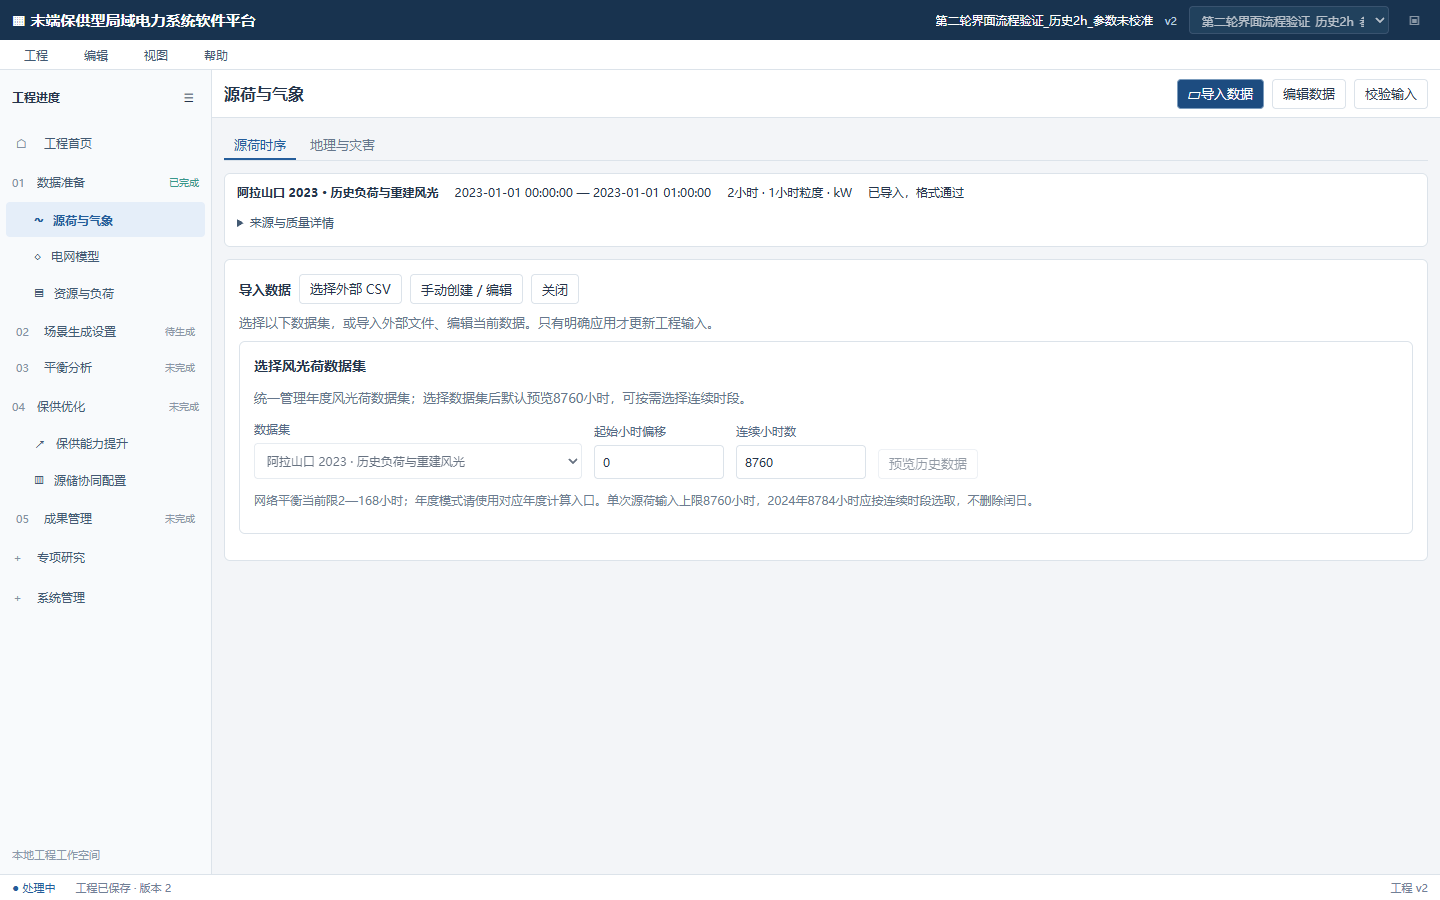 末端保供型局域电力系统软件平台
第二轮界面流程验证_历史2h_参数未校准 v2 第二轮界面流程验证_历史2h_
工程 编辑 视图 帮助
工程进度
工程首页
01 数据准备 已完成
源荷与气象
电网模型
资源与负荷
02 场景生成设置 待生成
03 平衡分析 未完成
04 保供优化 未完成
保供能力提升
源储协同配置
05 成果管理 未完成
+ 专项研究
+ 系统管理
本地工程工作空间
源荷与气象
导入数据 编辑数据 校验输入
源荷时序 地理与灾害
阿拉山口 2023 · 历史负荷与重建风光 2023-01-01 00:00:00 — 2023-01-01 01:00:00 2小时 · 1小时粒度 · kW 已导入，格式通过
来源与质量详情
导入数据 选择外部 CSV 手动创建 / 编辑 关闭
选择以下数据集，或导入外部文件、编辑当前数据。只有明确应用才更新工程输入。
选择风光荷数据集
统一管理年度风光荷数据集；选择数据集后默认预览8760小时，可按需选择连续时段。
数据集 起始小时偏移 连续小时数
阿拉山口 2023 · 历史负荷与重建风光 0 8760 预览历史数据
网络平衡当前限2—168小时；年度模式请使用对应年度计算入口。单次源荷输入上限8760小时，2024年8784小时应按连续时段选取，不删除闰日。
处理中 工程已保存 · 版本 2 工程 v2